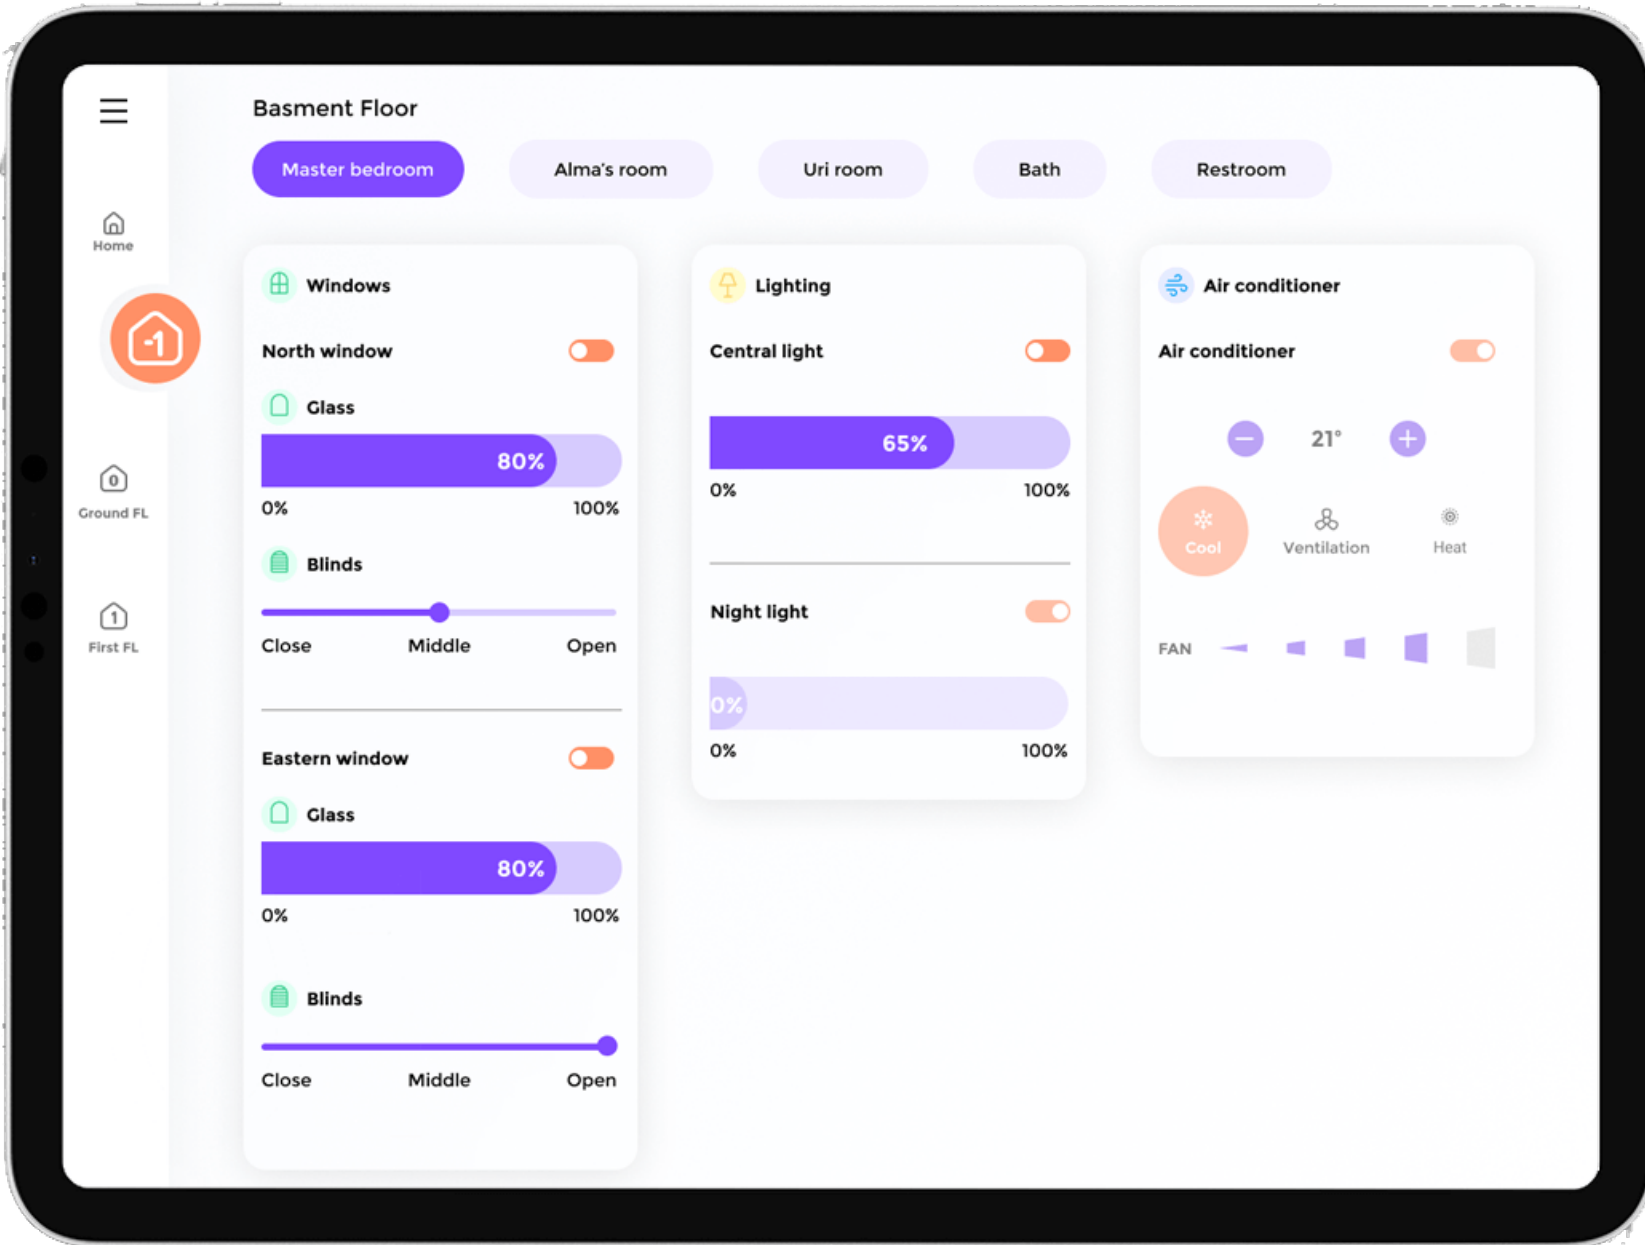 Basment Floor
Master bedroom
Alma's room
Uri room
Bath
Restroom
Home
-1
0
Ground FL
1
First FL
Windows
North window
Glass
80%
0% 100%
Blinds
Close Middle Open
Eastern window
Glass
80%
0% 100%
Blinds
Close Middle Open
Lighting
Central light
65%
0% 100%
Night light
0%
0% 100%
Air conditioner
Air conditioner
21°
Cool Ventilation Heat
FAN